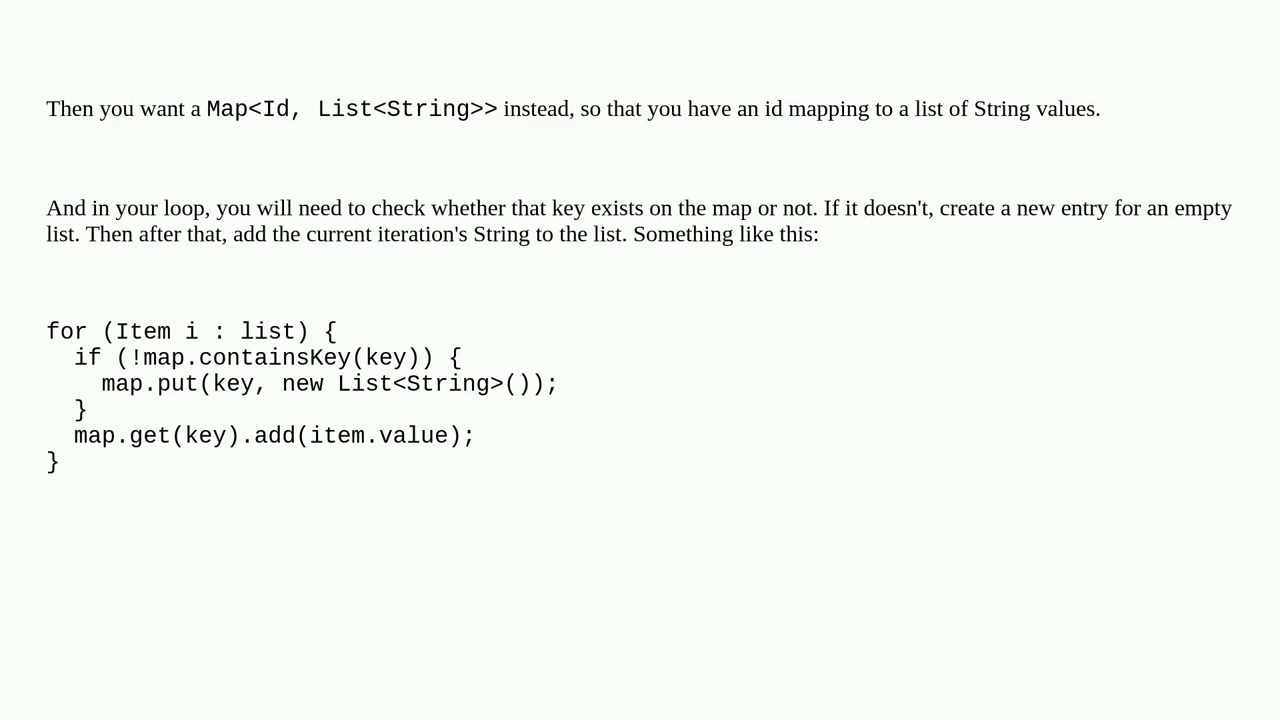 Then you want a Map<Id, List<String>> instead, so that you have an id mapping to a list of String values.
And in your loop, you will need to check whether that key exists on the map or not. If it doesn't, create a new entry for an empty
list. Then after that, add the current iteration's String to the list. Something like this:
for (Item i : list) {
  if (!map.containsKey(key)) {
    map.put(key, new List<String>());
  }
  map.get(key).add(item.value);
}